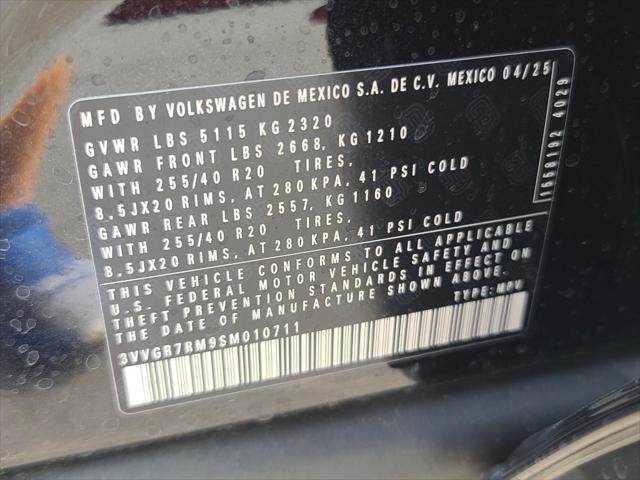 MFD BY VOLKSWAGEN DE MEXICO S.A. DE C.V. MEXICO 04/25
GVWR LBS 5115 KG 2320
GAWR FRONT LBS 2668, KG 1210
WITH 255/40 R20 TIRES,
8.5JX20 RIMS, AT 280 KPA, 41 PSI COLD
GAWR REAR LBS 2557, KG 1160
WITH 255/40 R20 TIRES,
8.5JX20 RIMS, AT 280 KPA, 41 PSI COLD
THIS VEHICLE CONFORMS TO ALL APPLICABLE
U.S. FEDERAL MOTOR VEHICLE SAFETY AND
THEFT PREVENTION STANDARDS IN EFFECT ON
THE DATE OF MANUFACTURE SHOWN ABOVE.
3VVGR7RM9SM010711 TYPE: MPV
4029